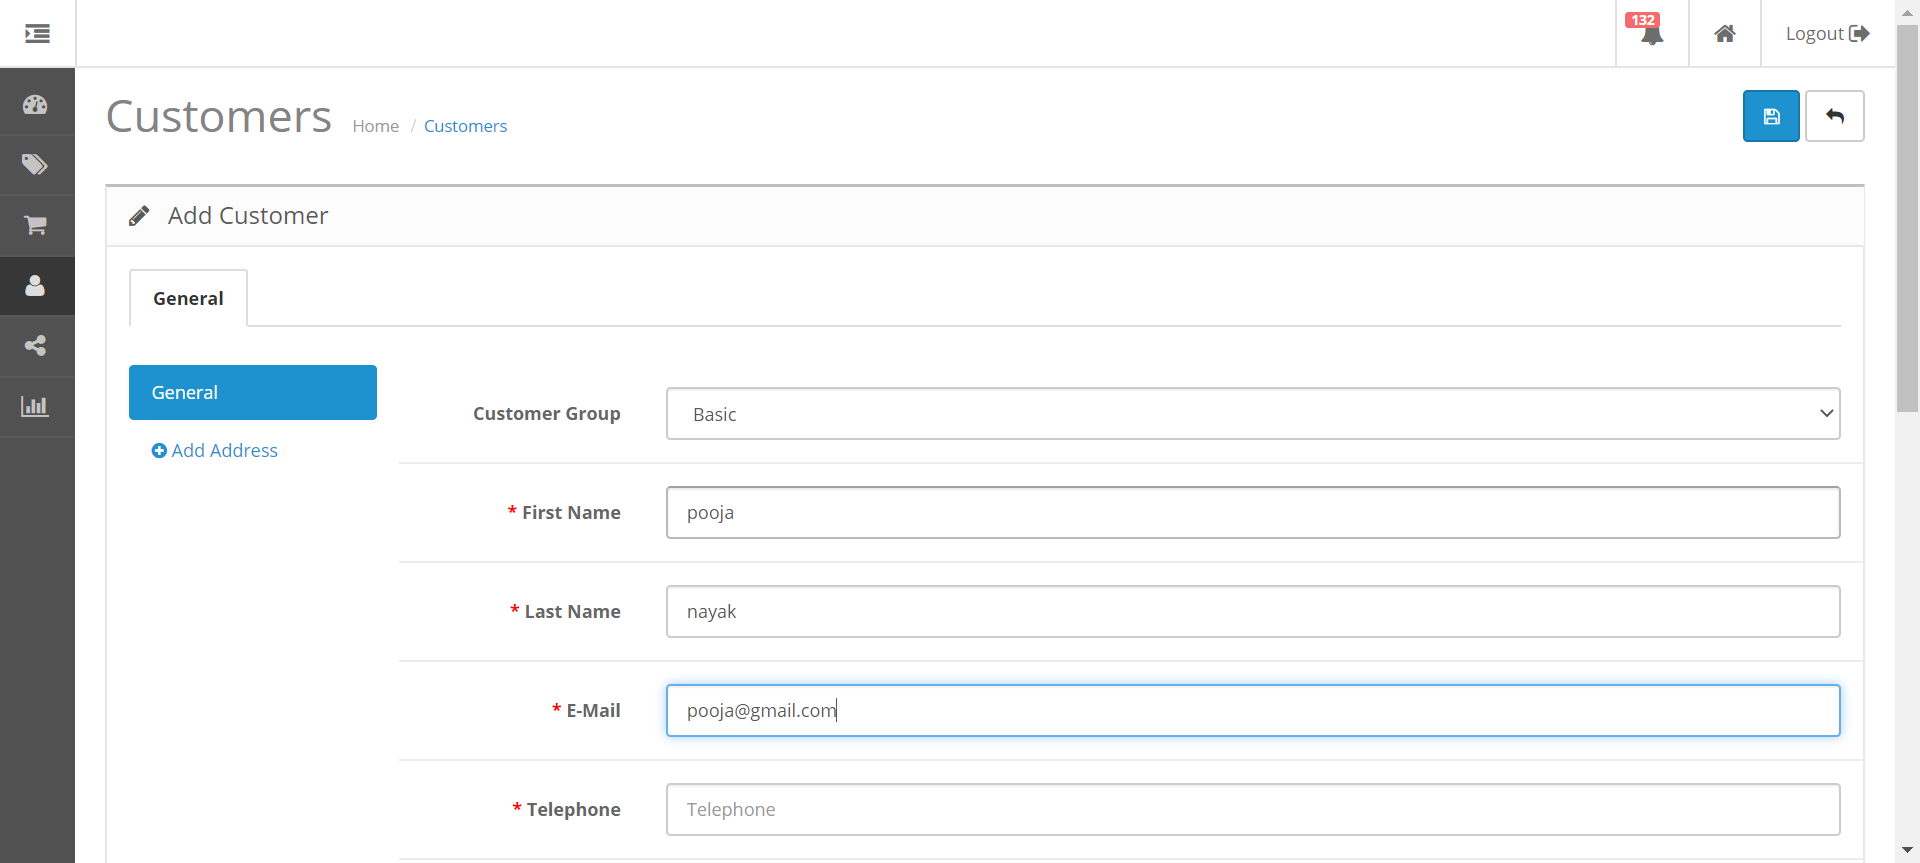 132
Logout
Customers
Home / Customers
Add Customer
General
General
Add Address
Customer Group
Basic
* First Name
pooja
* Last Name
nayak
* E-Mail
pooja@gmail.com
* Telephone
Telephone